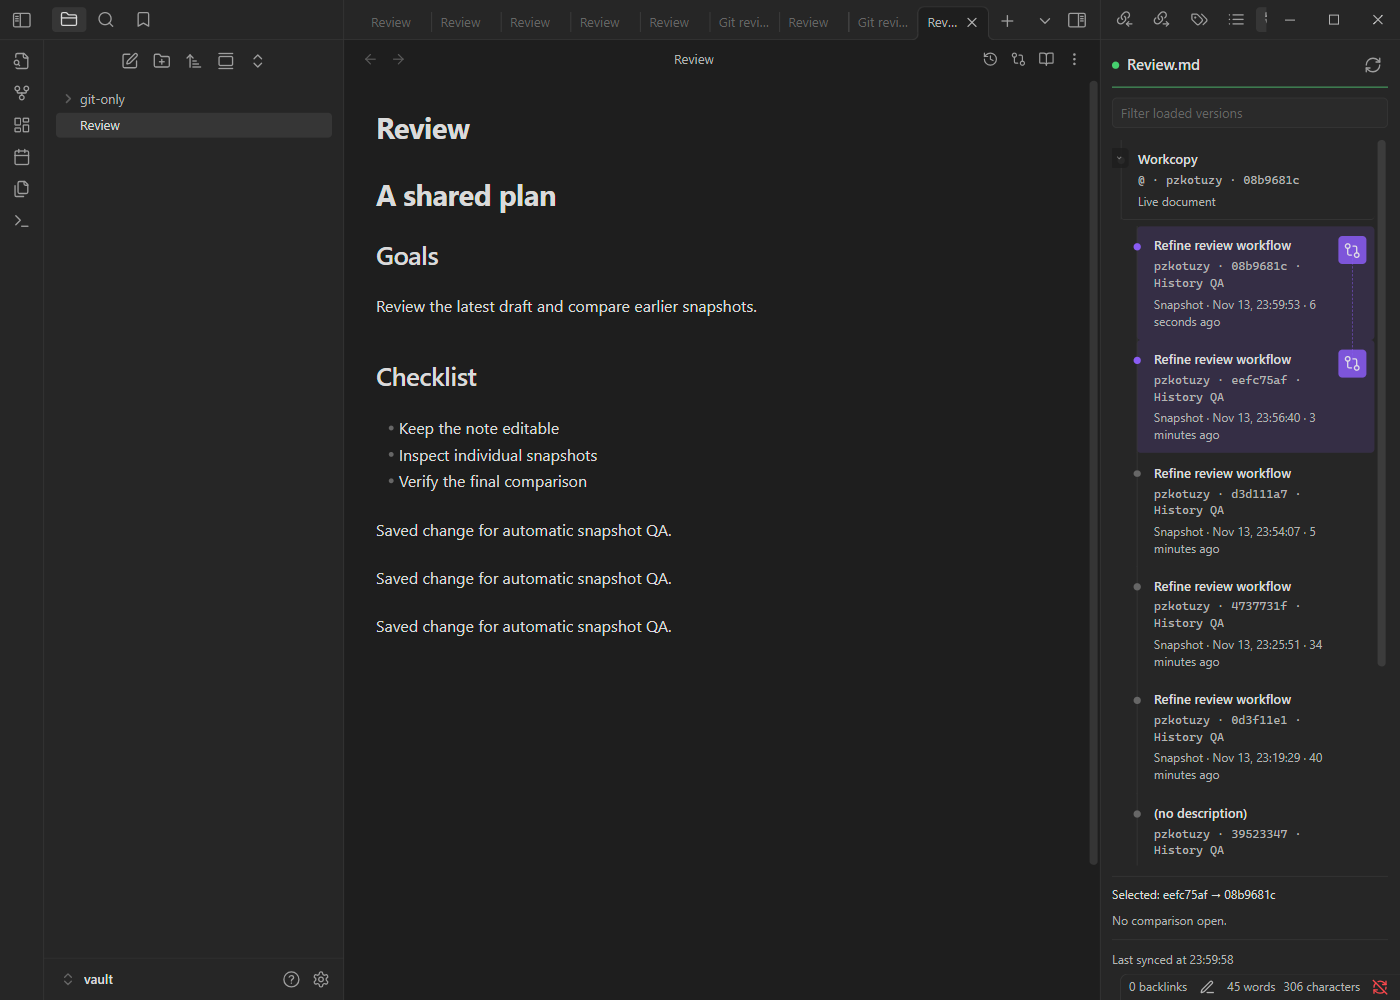 Review
Review
Review
Review
Review
Git revi...
Review
Git revi...
Rev...
git-only
Review
vault
Review
Review
A shared plan
Goals
Review the latest draft and compare earlier snapshots.
Checklist
• Keep the note editable
• Inspect individual snapshots
• Verify the final comparison
Saved change for automatic snapshot QA.
Saved change for automatic snapshot QA.
Saved change for automatic snapshot QA.
Review.md
Filter loaded versions
Workcopy
@ · pzkotuzy · 08b9681c
Live document
Refine review workflow
pzkotuzy · 08b9681c ·
History QA
Snapshot · Nov 13, 23:59:53 · 6
seconds ago
Refine review workflow
pzkotuzy · eefc75af ·
History QA
Snapshot · Nov 13, 23:56:40 · 3
minutes ago
Refine review workflow
pzkotuzy · d3d111a7 ·
History QA
Snapshot · Nov 13, 23:54:07 · 5
minutes ago
Refine review workflow
pzkotuzy · 4737731f ·
History QA
Snapshot · Nov 13, 23:25:51 · 34
minutes ago
Refine review workflow
pzkotuzy · 0d3f11e1 ·
History QA
Snapshot · Nov 13, 23:19:29 · 40
minutes ago
(no description)
pzkotuzy · 39523347 ·
History QA
Selected: eefc75af → 08b9681c
No comparison open.
Last synced at 23:59:58
0 backlinks 45 words 306 characters